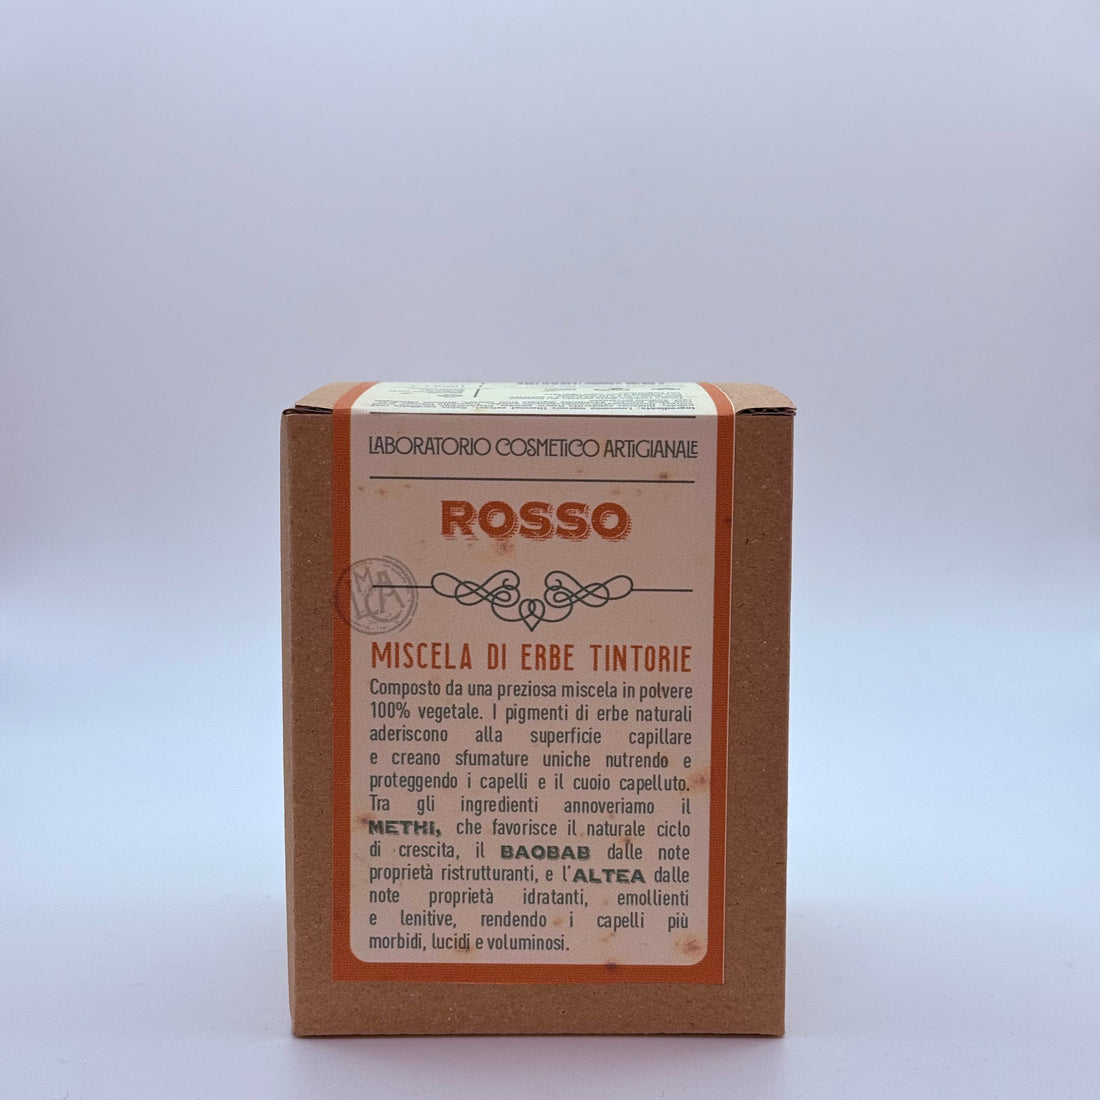 LABORATORIO COSMETICO ARTIGIANALE
ROSSO
LMCA
MISCELA DI ERBE TINTORIE
Composto da una preziosa miscela in polvere
100% vegetale. I pigmenti di erbe naturali
aderiscono alla superficie capillare
e creano sfumature uniche nutrendo e
proteggendo i capelli e il cuoio capelluto.
Tra gli ingredienti annoveriamo il
METHI, che favorisce il naturale ciclo
di crescita, il BAOBAB dalle note
proprietà ristrutturanti, e l'ALTEA dalle
note proprietà idratanti, emollienti
e lenitive, rendendo i capelli più
morbidi, lucidi e voluminosi.